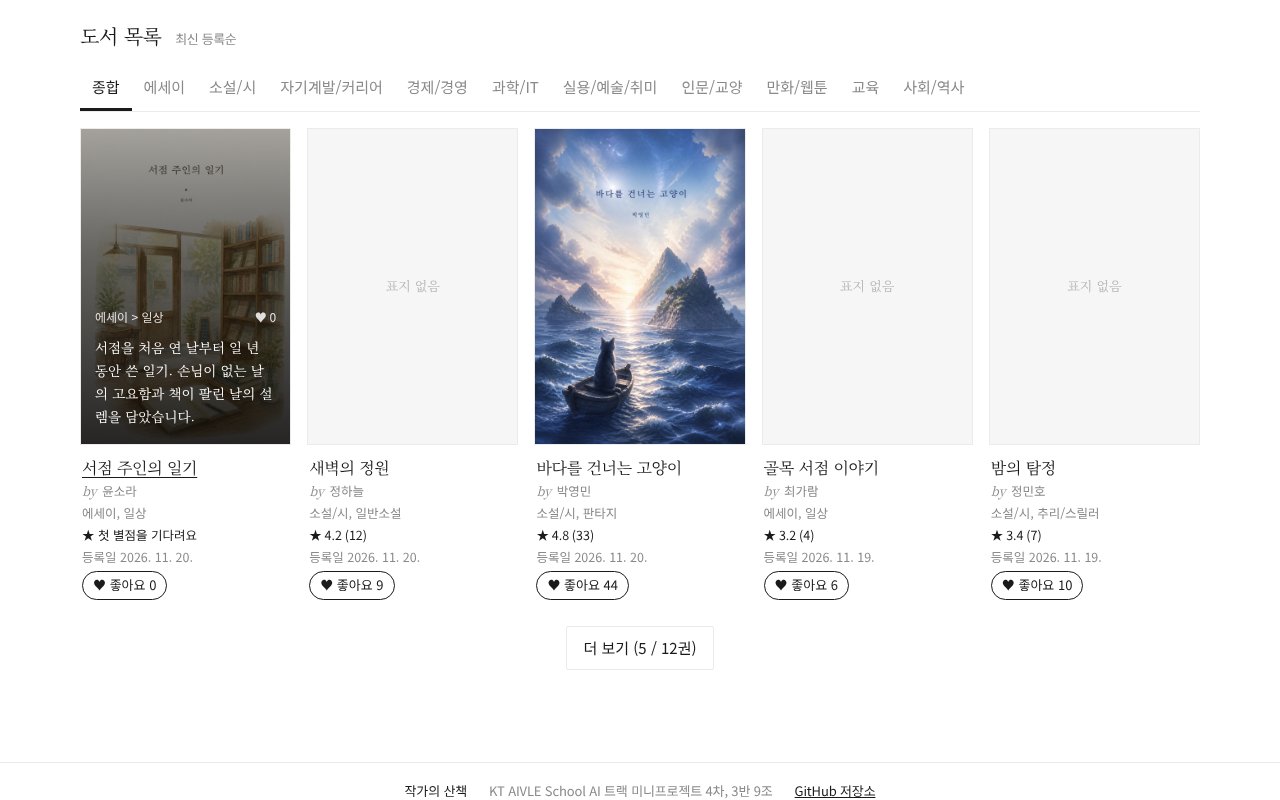 도서 목록 최신 등록순
종합 에세이 소설/시 자기계발/커리어 경제/경영 과학/IT 실용/예술/취미 인문/교양 만화/웹툰 교육 사회/역사
서점 주인의 일기
윤소라
에세이 > 일상 ♥ 0
서점을 처음 연 날부터 일 년
동안 쓴 일기. 손님이 없는 날
의 고요함과 책이 팔린 날의 설
렘을 담았습니다.
서점 주인의 일기
by 윤소라
에세이, 일상
★ 첫 별점을 기다려요
등록일 2026. 11. 20.
♥ 좋아요 0
표지 없음
새벽의 정원
by 정하늘
소설/시, 일반소설
★ 4.2 (12)
등록일 2026. 11. 20.
♥ 좋아요 9
바다를 건너는 고양이
박영민
바다를 건너는 고양이
by 박영민
소설/시, 판타지
★ 4.8 (33)
등록일 2026. 11. 20.
♥ 좋아요 44
표지 없음
골목 서점 이야기
by 최가람
에세이, 일상
★ 3.2 (4)
등록일 2026. 11. 19.
♥ 좋아요 6
표지 없음
밤의 탐정
by 정민호
소설/시, 추리/스릴러
★ 3.4 (7)
등록일 2026. 11. 19.
♥ 좋아요 10
더 보기 (5 / 12권)
작가의 산책 KT AIVLE School AI 트랙 미니프로젝트 4차, 3반 9조 GitHub 저장소